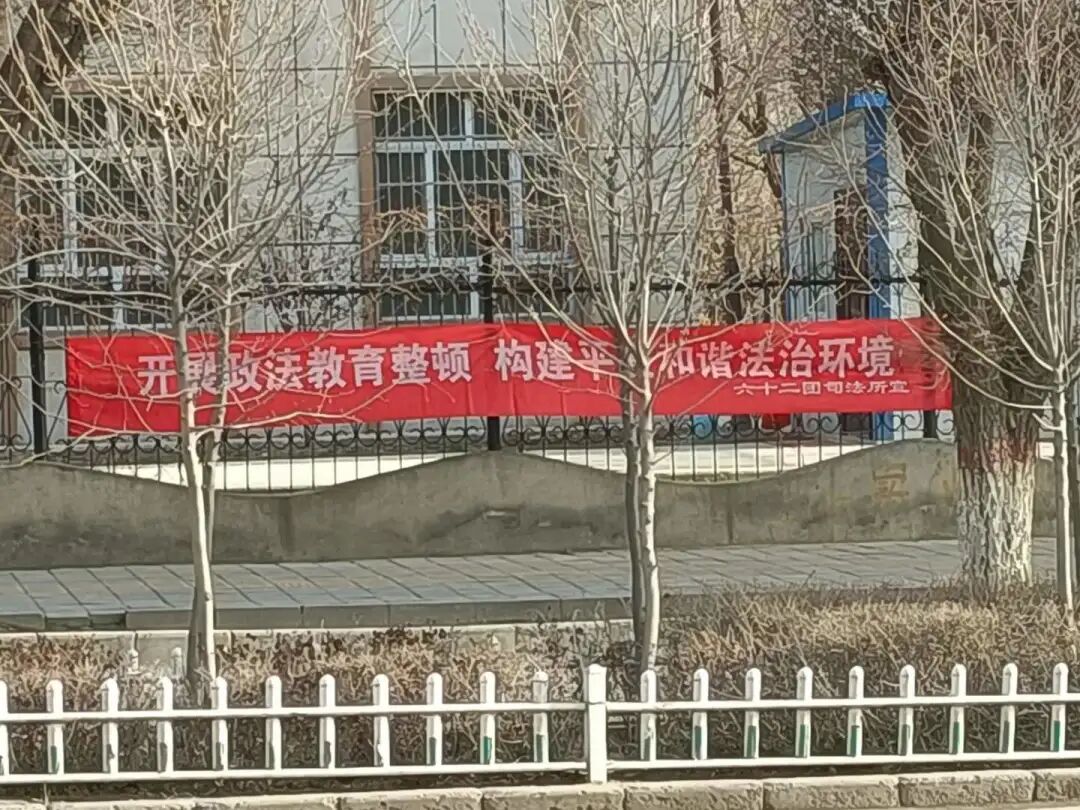 开展政法教育整顿 构建平 和谐法治环境
六十二团司法所宣